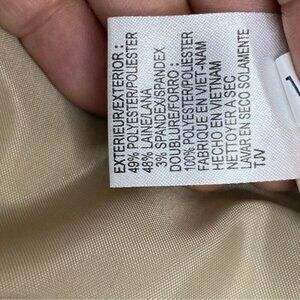 EXTERIEUR/EXTERIOR :
49% POLYESTER/POLIESTER
48% LAINE/LANA
3% SPANDEX/SPANDEX
DOUBLURE/FORRO :
100% POLYESTER/POLIESTER
FABRIQUE EN VIET-NAM
HECHO EN VIETNAM
NETTOYER A SEC
LAVAR EN SECO SOLAMENTE
TJV